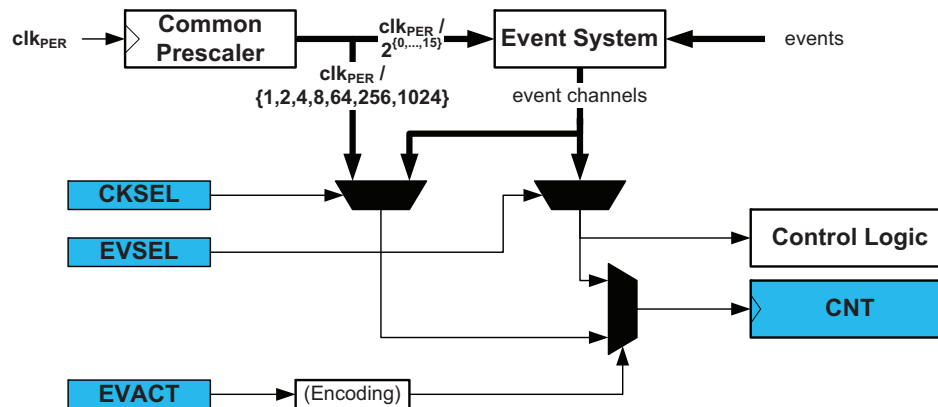 clkPER
Common
Prescaler
clkPER /
2{0,...,15}
Event System
events
clkPER /
{1,2,4,8,64,256,1024}
event channels
CKSEL
EVSEL
Control Logic
CNT
EVACT
(Encoding)